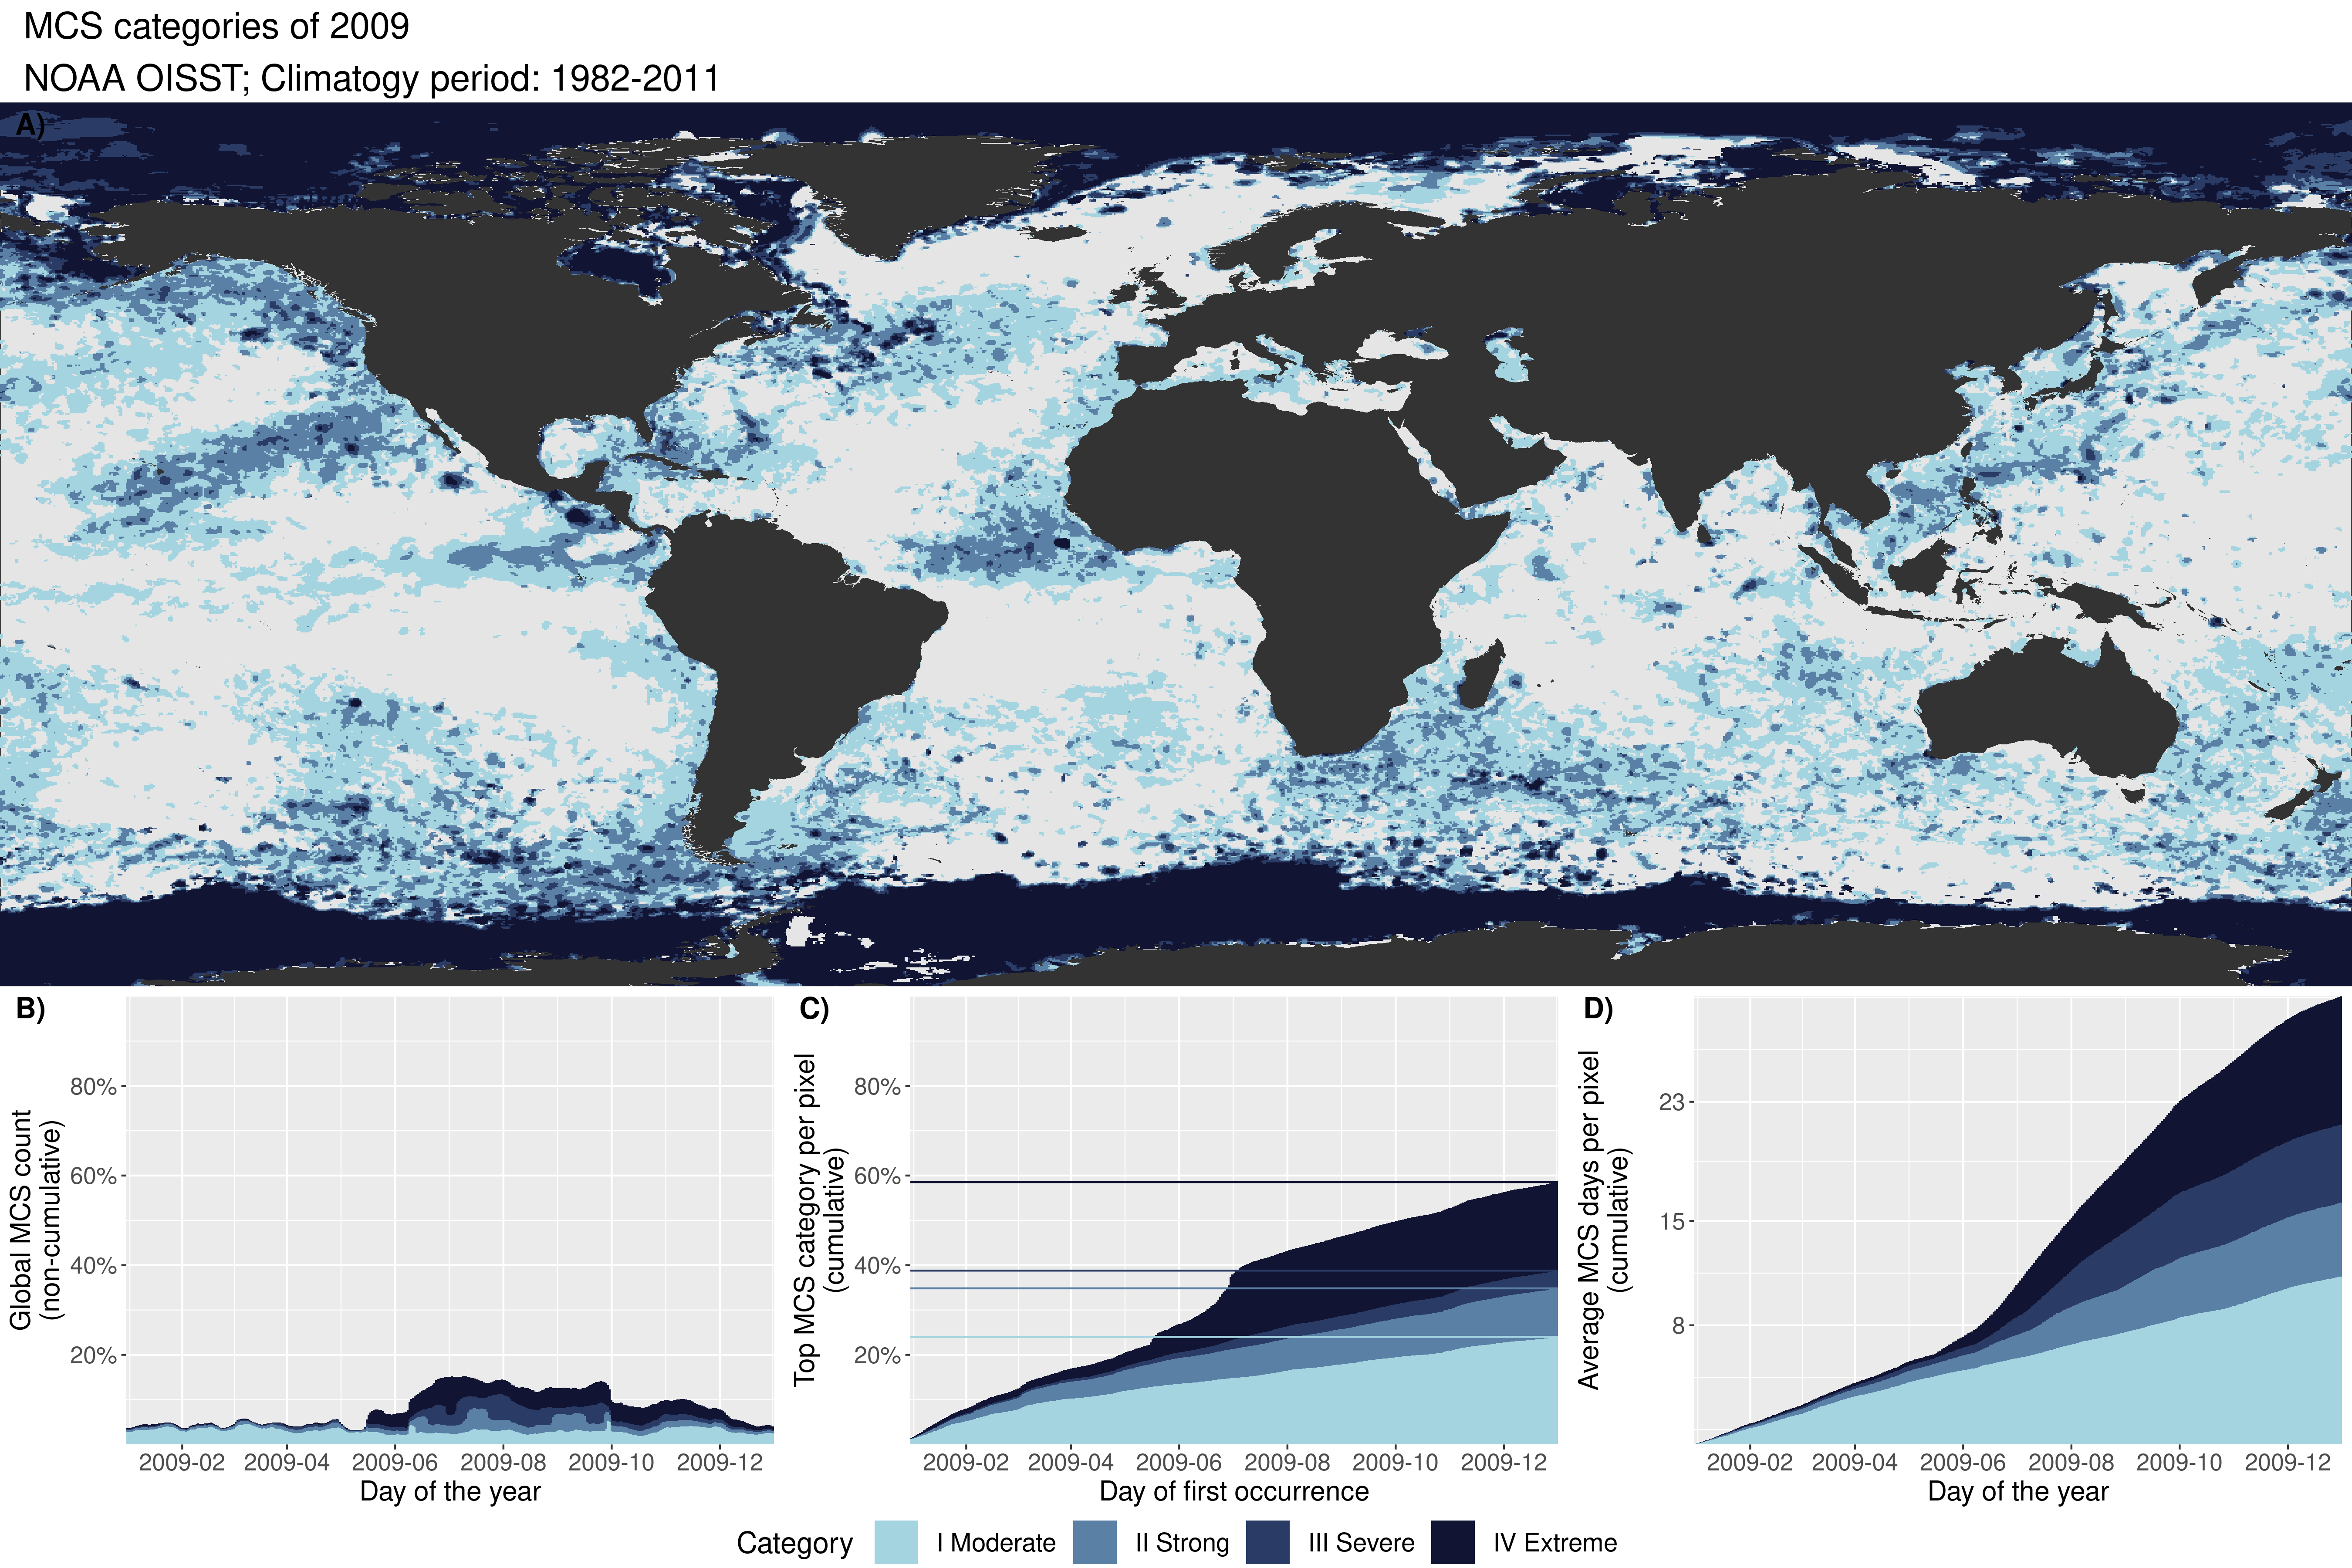 MCS categories of 2009
NOAA OISST; Climatogy period: 1982-2011
A)
B)
Global MCS count
(non-cumulative)
80%
60%
40%
20%
2009-02 2009-04 2009-06 2009-08 2009-10 2009-12
Day of the year
C)
Top MCS category per pixel
(cumulative)
80%
60%
40%
20%
2009-02 2009-04 2009-06 2009-08 2009-10 2009-12
Day of first occurrence
D)
Average MCS days per pixel
(cumulative)
23
15
8
2009-02 2009-04 2009-06 2009-08 2009-10 2009-12
Day of the year
Category I Moderate II Strong III Severe IV Extreme